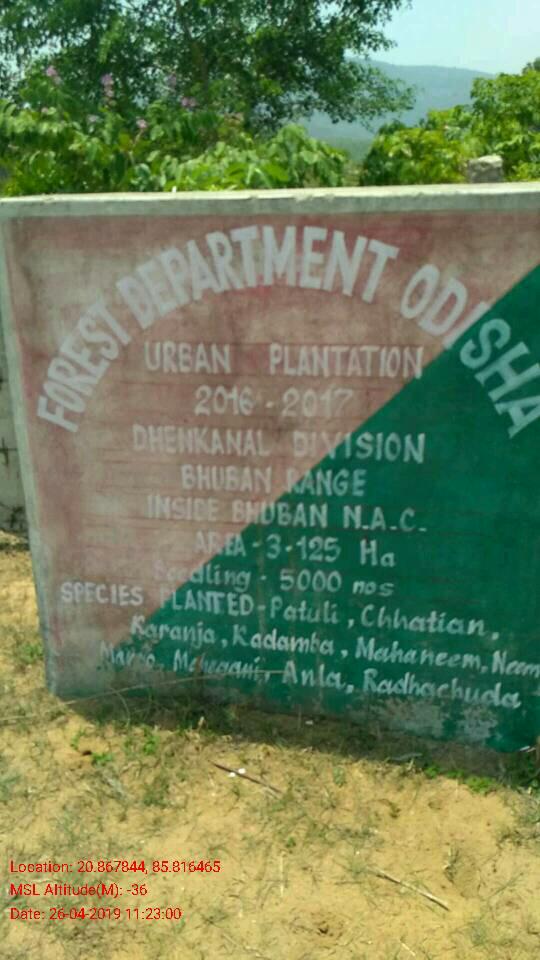 FOREST DEPARTMENT ODISHA
URBAN PLANTATION
2016-2017
DHENKANAL DIVISION
BHUBAN RANGE
INSIDE BHUBAN N.A.C.
AREA-3-125 Ha
Seedling - 5000 nos
SPECIES PLANTED-Patuli, Chhatian,
Karanja, Kadamba, Mahaneem, Neem
Mango, Mahagani, Anla, Radhachuda
Location: 20.867844, 85.816465
MSL Altitude(M): -36
Date: 26-04-2019 11:23:00